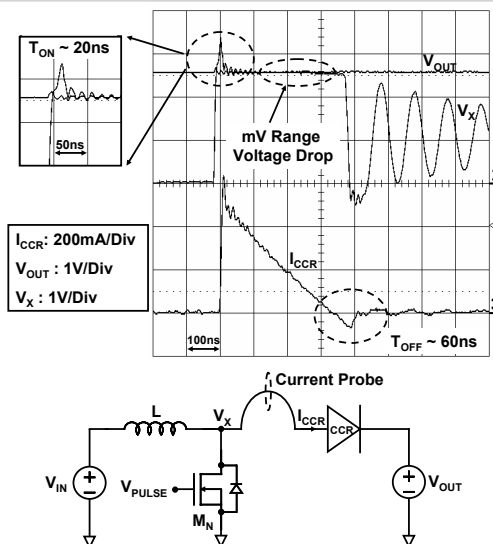 T_ON ~ 20ns
50ns
V_OUT
V_X
mV Range
Voltage Drop
I_CCR: 200mA/Div
V_OUT : 1V/Div
V_X : 1V/Div
I_CCR
100ns
T_OFF ~ 60ns
Current Probe
L
V_X
I_CCR
CCR
V_IN
V_PULSE
M_N
V_OUT